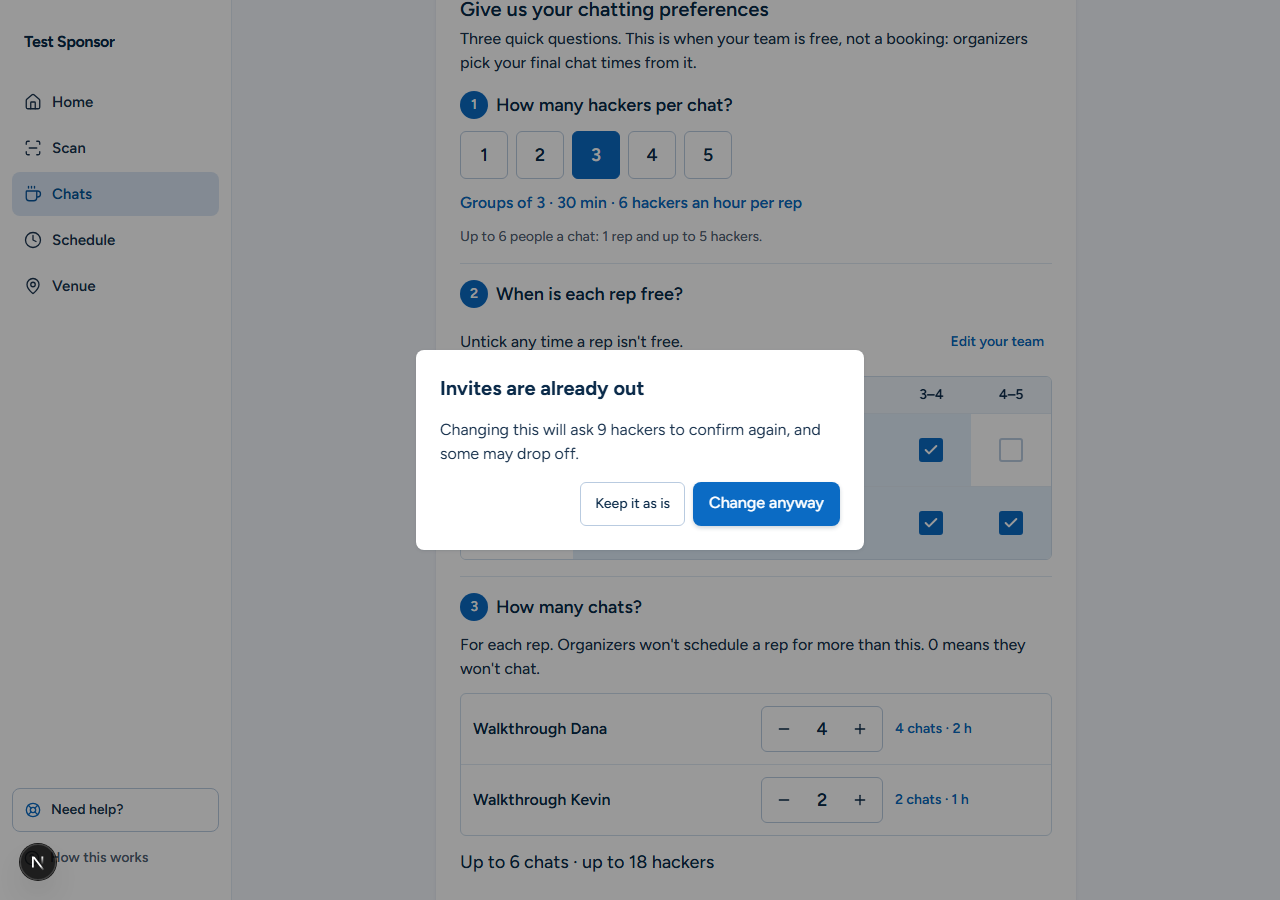 Test Sponsor
Home
Scan
Chats
Schedule
Venue
Need help?
How this works
N
Give us your chatting preferences
Three quick questions. This is when your team is free, not a booking: organizers
pick your final chat times from it.
1 How many hackers per chat?
1 2 3 4 5
Groups of 3 · 30 min · 6 hackers an hour per rep
Up to 6 people a chat: 1 rep and up to 5 hackers.
2 When is each rep free?
Untick any time a rep isn't free.
Edit your team
3–4 4–5
Invites are already out
Changing this will ask 9 hackers to confirm again, and
some may drop off.
Keep it as is
Change anyway
3 How many chats?
For each rep. Organizers won't schedule a rep for more than this. 0 means they
won't chat.
Walkthrough Dana − 4 + 4 chats · 2 h
Walkthrough Kevin − 2 + 2 chats · 1 h
Up to 6 chats · up to 18 hackers